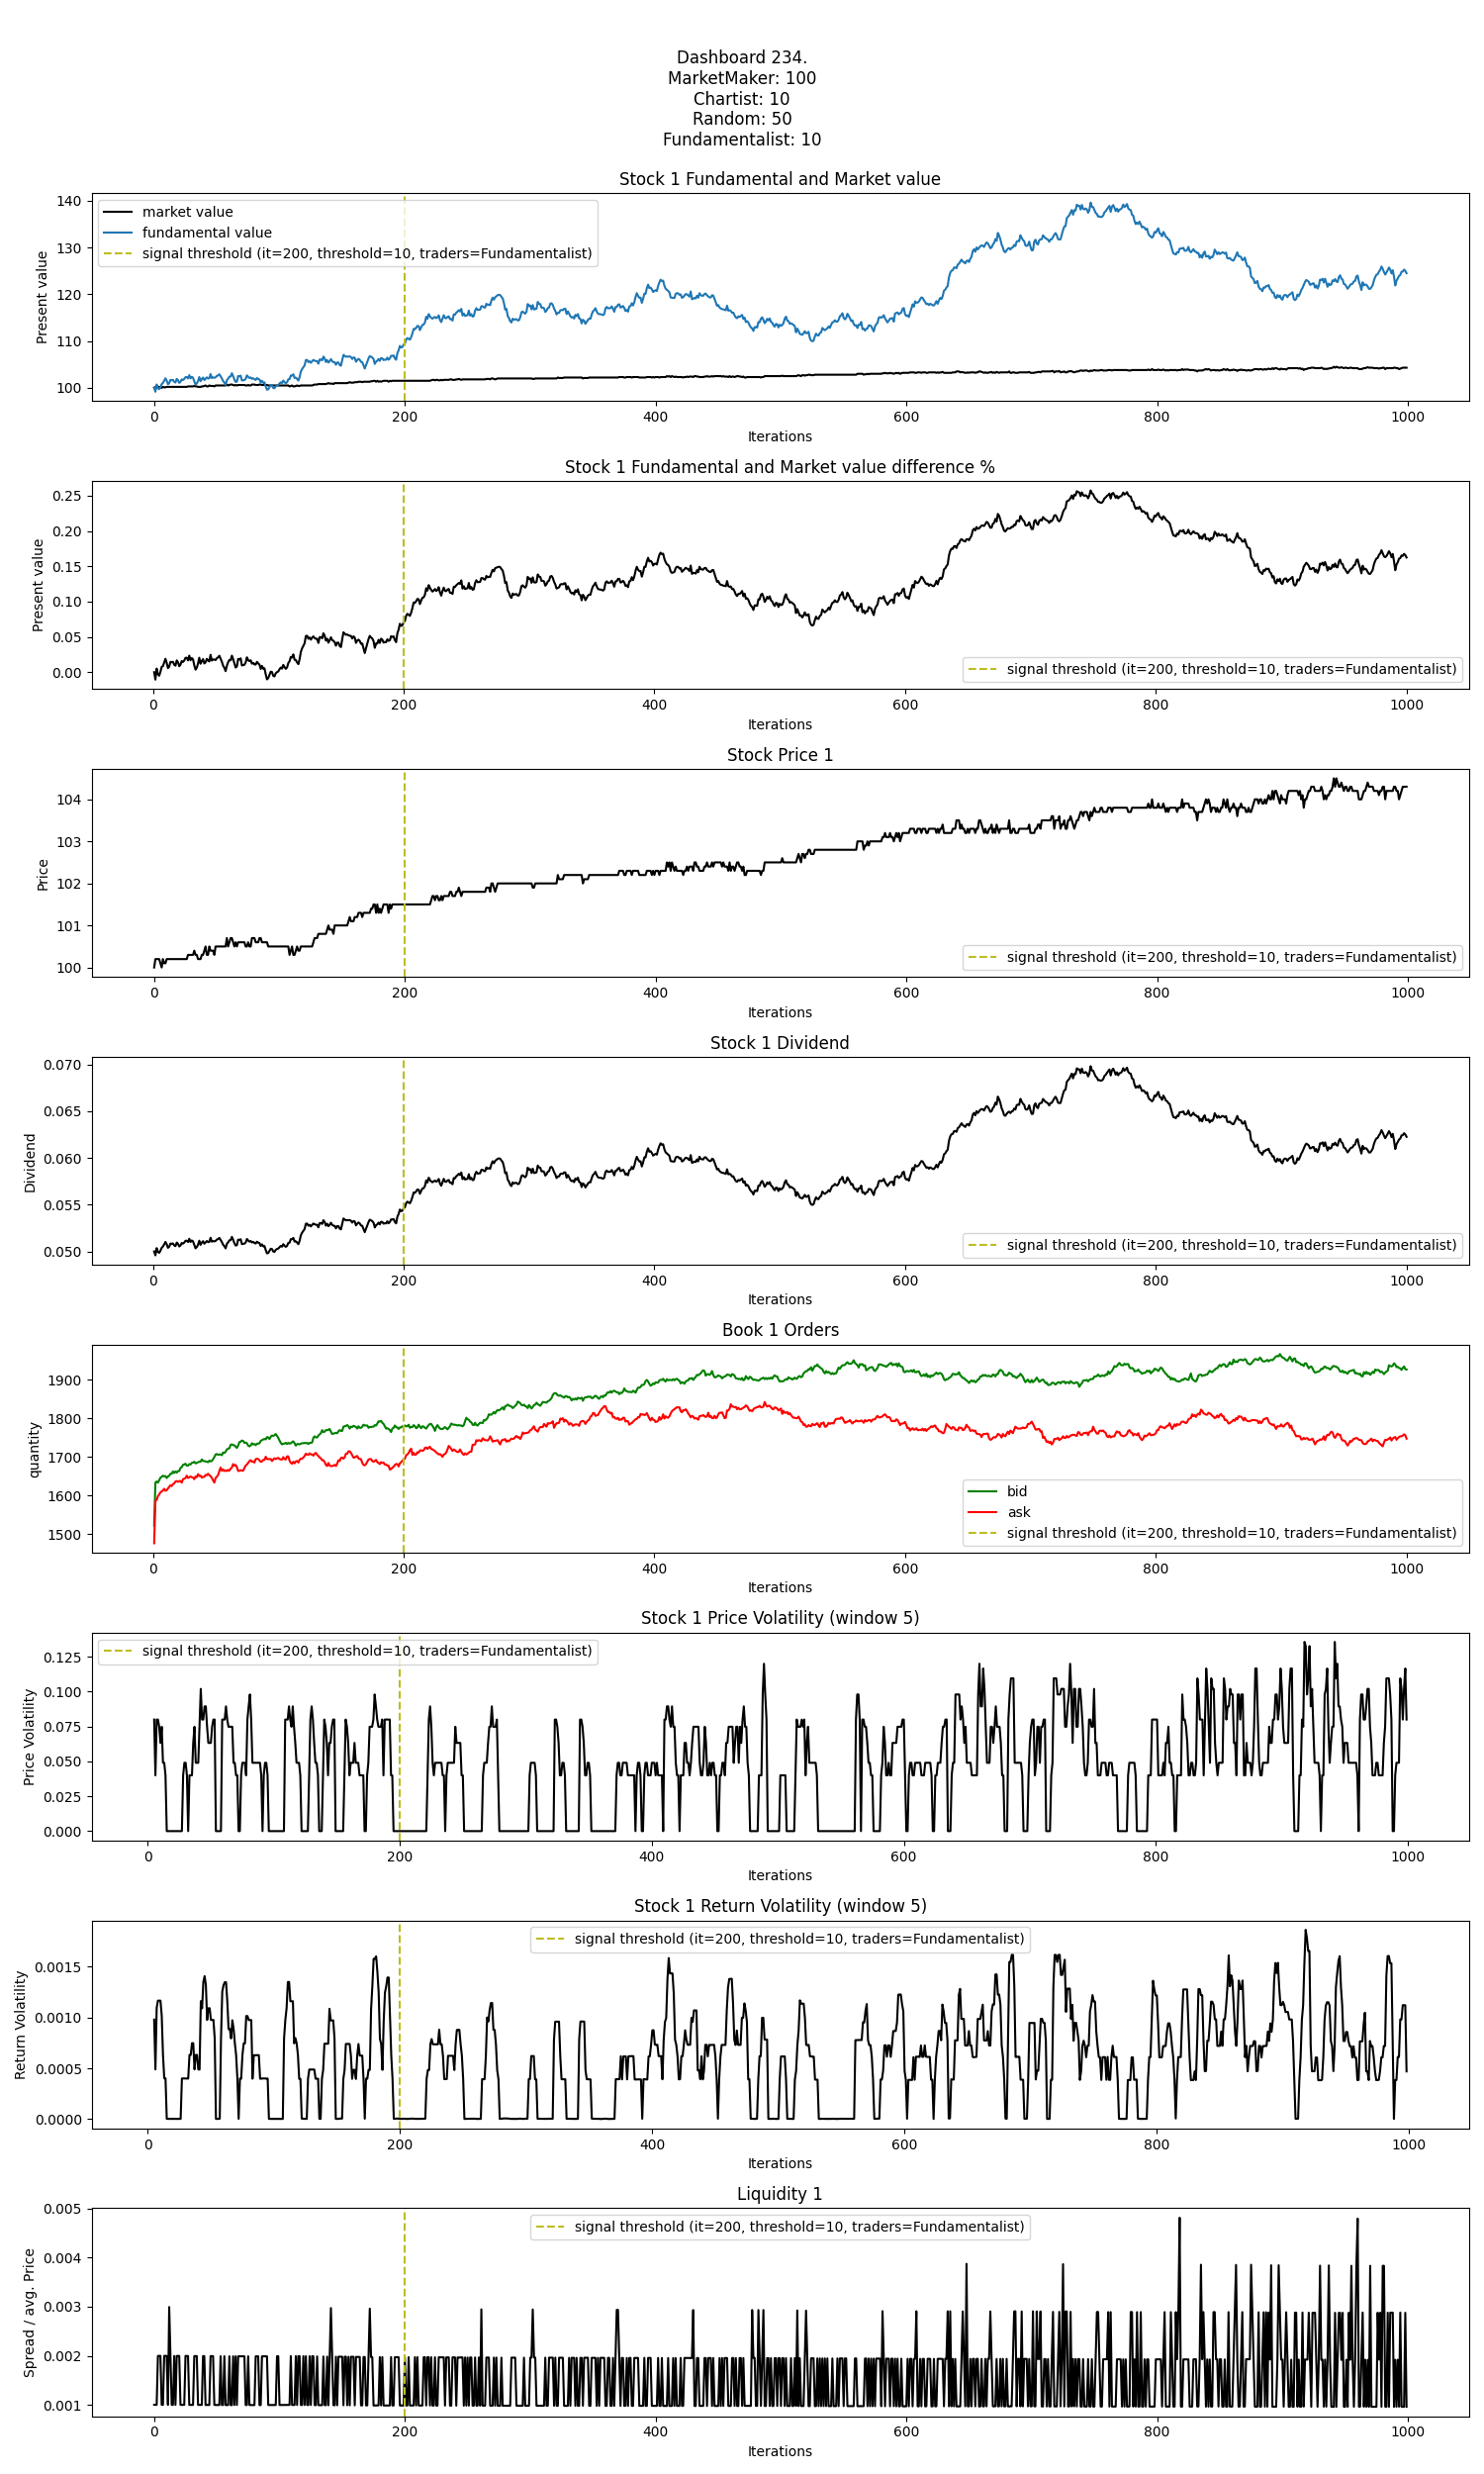 Dashboard 234.
MarketMaker: 100
Chartist: 10
Random: 50
Fundamentalist: 10
Stock 1 Fundamental and Market value
Present value
140
130
120
110
100
market value
fundamental value
signal threshold (it=200, threshold=10, traders=Fundamentalist)
0 200 400 600 800 1000
Iterations
Stock 1 Fundamental and Market value difference %
Present value
0.25
0.20
0.15
0.10
0.05
0.00
signal threshold (it=200, threshold=10, traders=Fundamentalist)
0 200 400 600 800 1000
Iterations
Stock Price 1
Price
104
103
102
101
100
signal threshold (it=200, threshold=10, traders=Fundamentalist)
0 200 400 600 800 1000
Iterations
Stock 1 Dividend
Dividend
0.070
0.065
0.060
0.055
0.050
signal threshold (it=200, threshold=10, traders=Fundamentalist)
0 200 400 600 800 1000
Iterations
Book 1 Orders
quantity
1900
1800
1700
1600
1500
bid
ask
signal threshold (it=200, threshold=10, traders=Fundamentalist)
0 200 400 600 800 1000
Iterations
Stock 1 Price Volatility (window 5)
Price Volatility
signal threshold (it=200, threshold=10, traders=Fundamentalist)
0.125
0.100
0.075
0.050
0.025
0.000
0 200 400 600 800 1000
Iterations
Stock 1 Return Volatility (window 5)
Return Volatility
signal threshold (it=200, threshold=10, traders=Fundamentalist)
0.0015
0.0010
0.0005
0.0000
0 200 400 600 800 1000
Iterations
Liquidity 1
Spread / avg. Price
signal threshold (it=200, threshold=10, traders=Fundamentalist)
0.005
0.004
0.003
0.002
0.001
0 200 400 600 800 1000
Iterations